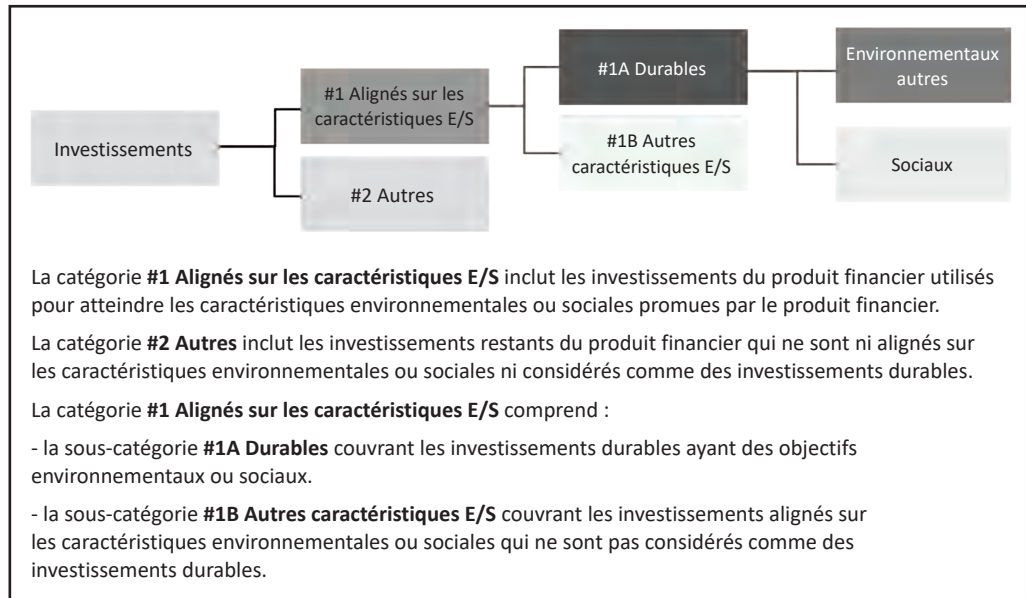 #1A Durables
Environnementaux
autres
#1 Alignés sur les
caractéristiques E/S
Investissements
#1B Autres
caractéristiques E/S
Sociaux
#2 Autres
La catégorie #1 Alignés sur les caractéristiques E/S inclut les investissements du produit financier utilisés
pour atteindre les caractéristiques environnementales ou sociales promues par le produit financier.
La catégorie #2 Autres inclut les investissements restants du produit financier qui ne sont ni alignés sur
les caractéristiques environnementales ou sociales ni considérés comme des investissements durables.
La catégorie #1 Alignés sur les caractéristiques E/S comprend :
- la sous-catégorie #1A Durables couvrant les investissements durables ayant des objectifs
environnementaux ou sociaux.
- la sous-catégorie #1B Autres caractéristiques E/S couvrant les investissements alignés sur
les caractéristiques environnementales ou sociales qui ne sont pas considérés comme des
investissements durables.